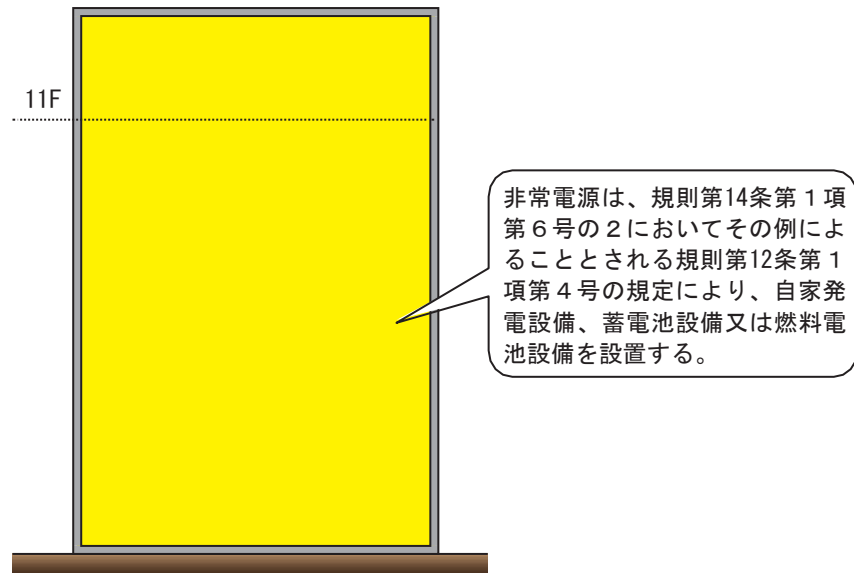 11F
非常電源は、規則第14条第１項
第６号の２においてその例によ
ることとされる規則第12条第１
項第４号の規定により、自家発
電設備、蓄電池設備又は燃料電
池設備を設置する。